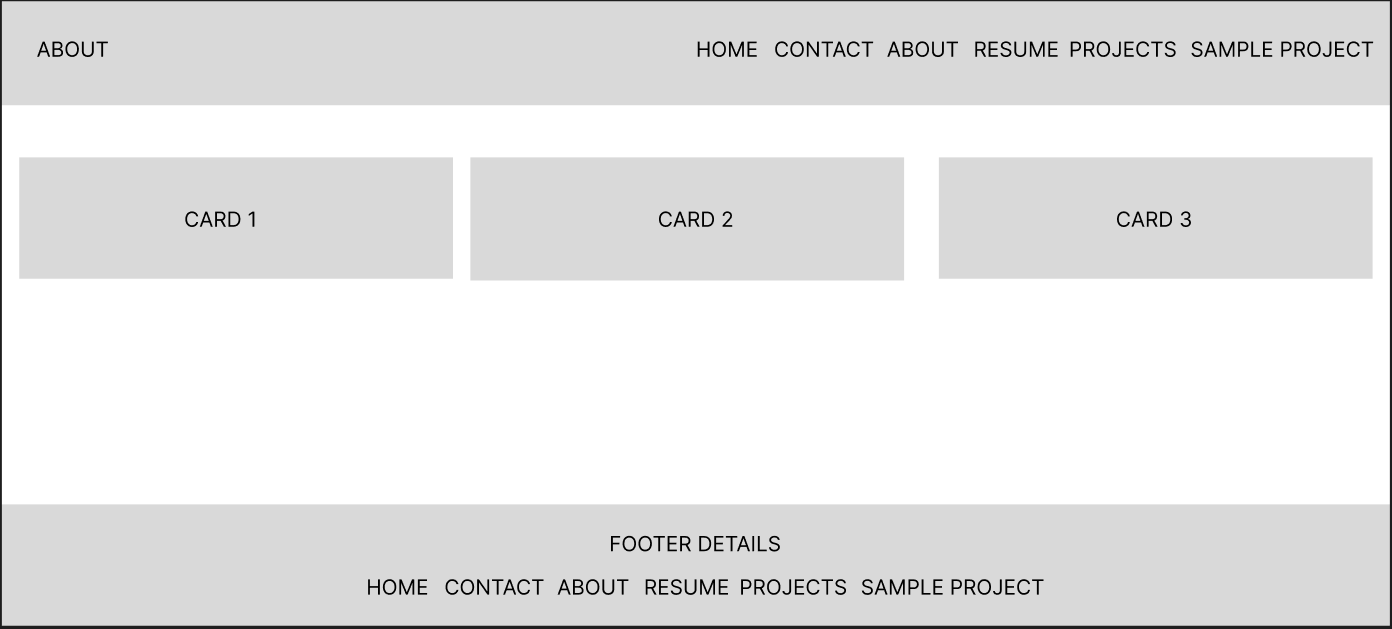 ABOUT HOME CONTACT ABOUT RESUME PROJECTS SAMPLE PROJECT
CARD 1 CARD 2 CARD 3
FOOTER DETAILS
HOME CONTACT ABOUT RESUME PROJECTS SAMPLE PROJECT